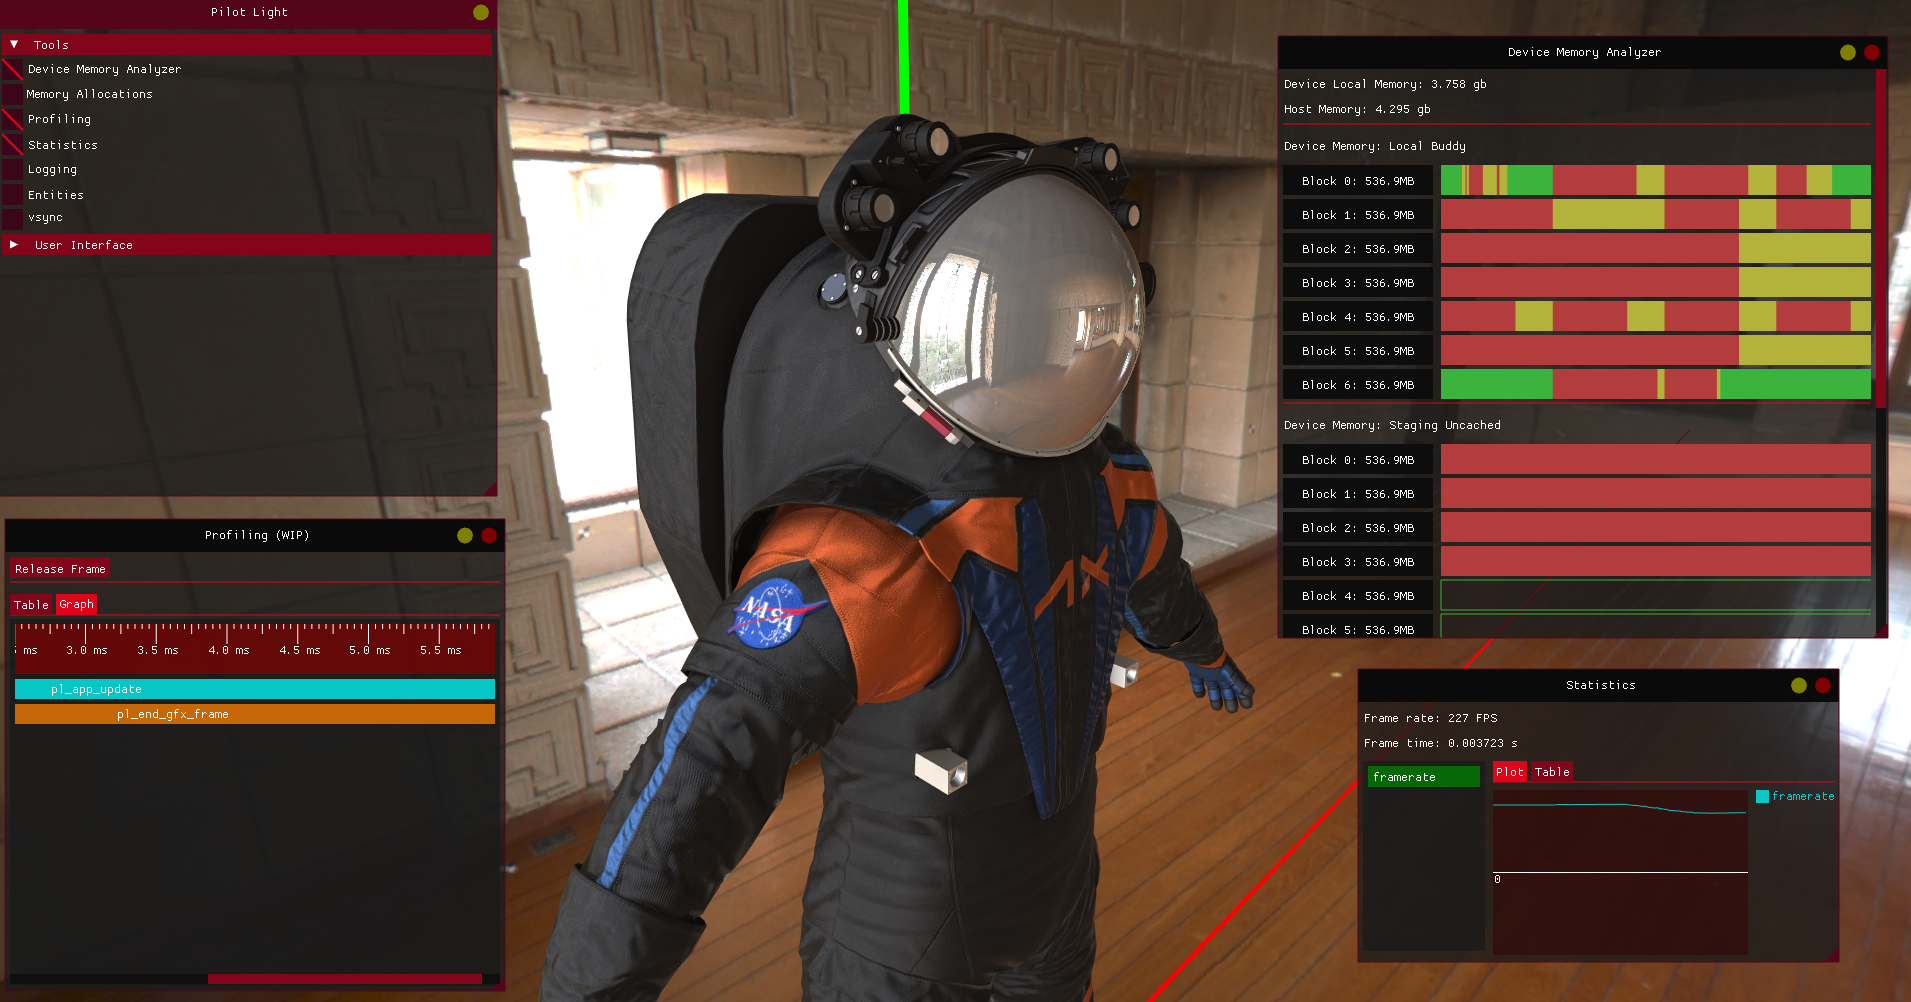 Pilot Light
Tools
Device Memory Analyzer
Memory Allocations
Profiling
Statistics
Logging
Entities
vsync
User Interface
Profiling (WIP)
Release Frame
Table Graph
ms 3.0 ms 3.5 ms 4.0 ms 4.5 ms 5.0 ms 5.5 ms
pl_app_update
pl_end_gfx_frame
NASA
AX
Device Memory Analyzer
Device Local Memory: 3.758 gb
Host Memory: 4.295 gb
Device Memory: Local Buddy
Block 0: 536.9MB
Block 1: 536.9MB
Block 2: 536.9MB
Block 3: 536.9MB
Block 4: 536.9MB
Block 5: 536.9MB
Block 6: 536.9MB
Device Memory: Staging Uncached
Block 0: 536.9MB
Block 1: 536.9MB
Block 2: 536.9MB
Block 3: 536.9MB
Block 4: 536.9MB
Block 5: 536.9MB
Statistics
Frame rate: 227 FPS
Frame time: 0.003723 s
framerate
Plot Table
framerate
0